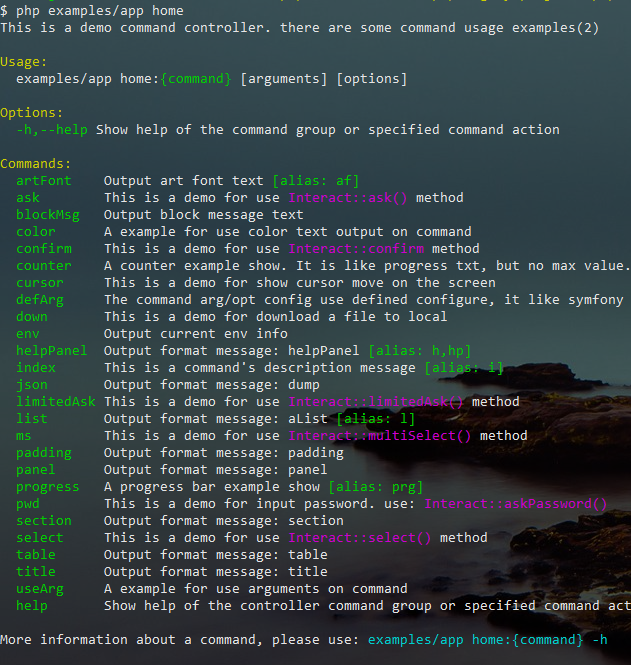 $ php examples/app home
This is a demo command controller. there are some command usage examples(2)
Usage:
examples/app home:{command} [arguments] [options]
Options:
-h,--help Show help of the command group or specified command action
Commands:
artFont Output art font text [alias: af]
ask This is a demo for use Interact::ask() method
blockMsg Output block message text
color A example for use color text output on command
confirm This is a demo for use Interact::confirm method
counter A counter example show. It is like progress txt, but no max value.
cursor This is a demo for show cursor move on the screen
defArg The command arg/opt config use defined configure, it like symfony
down This is a demo for download a file to local
env Output current env info
helpPanel Output format message: helpPanel [alias: h,hp]
index This is a command's description message [alias: i]
json Output format message: dump
limitedAsk This is a demo for use Interact::limitedAsk() method
list Output format message: aList [alias: l]
ms This is a demo for use Interact::multiSelect() method
padding Output format message: padding
panel Output format message: panel
progress A progress bar example show [alias: prg]
pwd This is a demo for input password. use: Interact::askPassword()
section Output format message: section
select This is a demo for use Interact::select() method
table Output format message: table
title Output format message: title
useArg A example for use arguments on command
help Show help of the controller command group or specified command act
More information about a command, please use: examples/app home:{command} -h